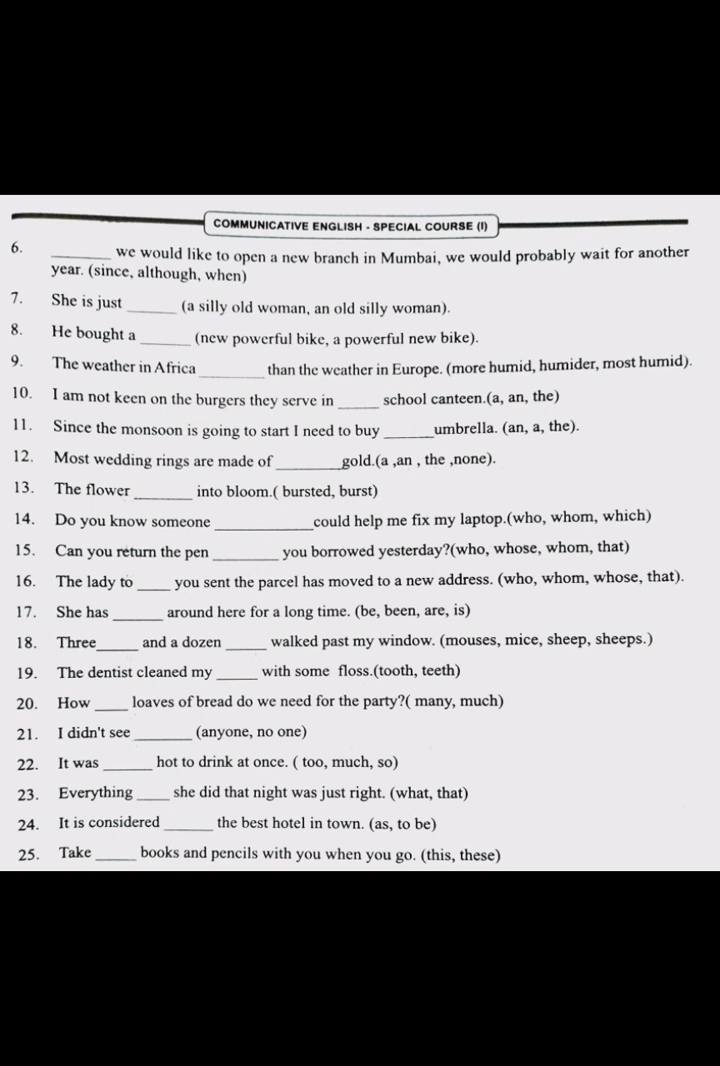 COMMUNICATIVE ENGLISH - SPECIAL COURSE (I)
6. ______ we would like to open a new branch in Mumbai, we would probably wait for another
year. (since, although, when)
7. She is just ______ (a silly old woman, an old silly woman).
8. He bought a ______ (new powerful bike, a powerful new bike).
9. The weather in Africa ________ than the weather in Europe. (more humid, humider, most humid).
10. I am not keen on the burgers they serve in _____ school canteen.(a, an, the)
11. Since the monsoon is going to start I need to buy ______umbrella. (an, a, the).
12. Most wedding rings are made of ________gold.(a ,an , the ,none).
13. The flower _______ into bloom.( bursted, burst)
14. Do you know someone ____________could help me fix my laptop.(who, whom, which)
15. Can you return the pen ________ you borrowed yesterday?(who, whose, whom, that)
16. The lady to ____ you sent the parcel has moved to a new address. (who, whom, whose, that).
17. She has ______ around here for a long time. (be, been, are, is)
18. Three_____ and a dozen _____ walked past my window. (mouses, mice, sheep, sheeps.)
19. The dentist cleaned my _____ with some floss.(tooth, teeth)
20. How ____ loaves of bread do we need for the party?( many, much)
21. I didn't see _______ (anyone, no one)
22. It was ______ hot to drink at once. ( too, much, so)
23. Everything ____ she did that night was just right. (what, that)
24. It is considered ______ the best hotel in town. (as, to be)
25. Take _____ books and pencils with you when you go. (this, these)